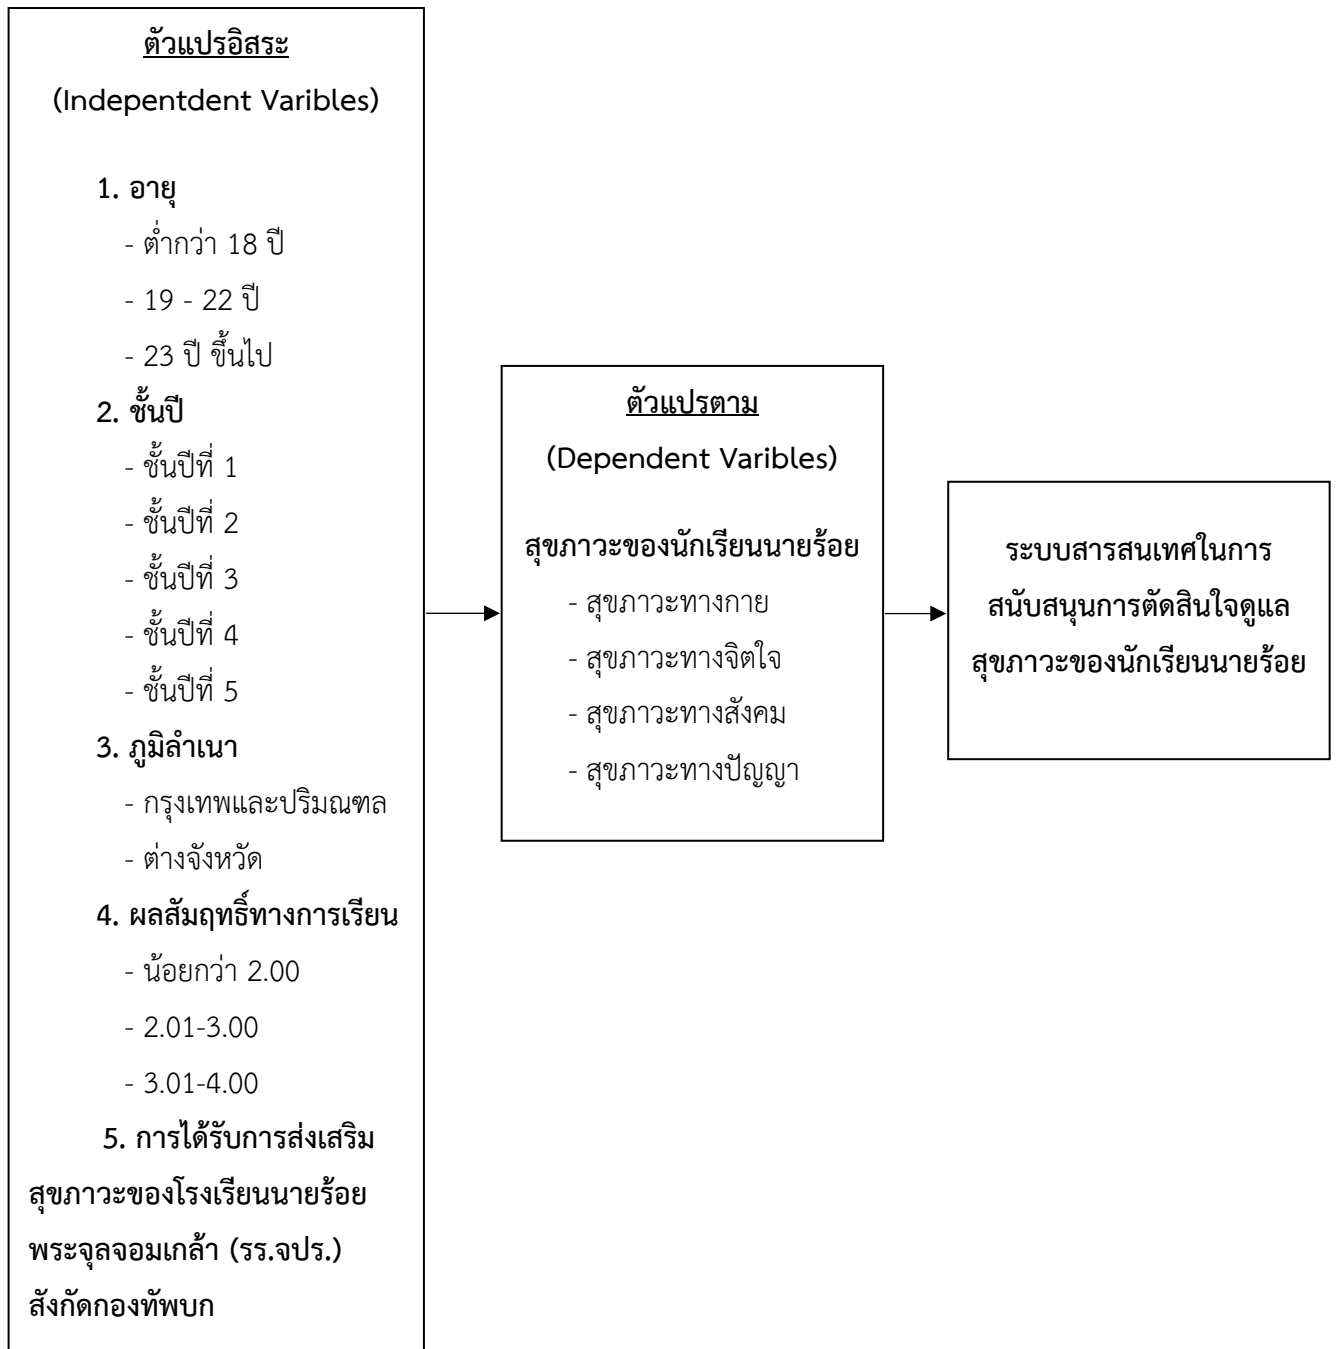 ตัวแปรอิสระ
(Indepentdent Varibles)
1. อายุ
- ต่ำกว่า 18 ปี
- 19 - 22 ปี
- 23 ปี ขึ้นไป
2. ชั้นปี
- ชั้นปีที่ 1
- ชั้นปีที่ 2
- ชั้นปีที่ 3
- ชั้นปีที่ 4
- ชั้นปีที่ 5
3. ภูมิลำเนา
- กรุงเทพและปริมณฑล
- ต่างจังหวัด
4. ผลสัมฤทธิ์ทางการเรียน
- น้อยกว่า 2.00
- 2.01-3.00
- 3.01-4.00
5. การได้รับการส่งเสริม
สุขภาวะของโรงเรียนนายร้อย
พระจุลจอมเกล้า (รร.จปร.)
สังกัดกองทัพบก
ตัวแปรตาม
(Dependent Varibles)
สุขภาวะของนักเรียนนายร้อย
- สุขภาวะทางกาย
- สุขภาวะทางจิตใจ
- สุขภาวะทางสังคม
- สุขภาวะทางปัญญา
ระบบสารสนเทศในการ
สนับสนุนการตัดสินใจดูแล
สุขภาวะของนักเรียนนายร้อย